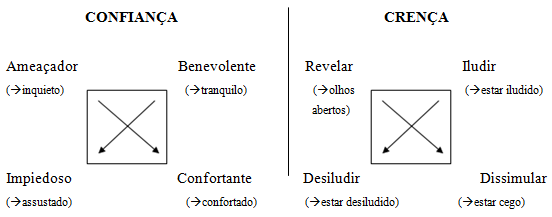 CONFIANÇA
Ameaçador Benevolente
(→inquieto) (→tranquilo)
Impiedoso Confortante
(→assustado) (→confortado)
CRENÇA
Revelar Iludir
(→olhos (→estar iludido)
abertos)
Desiludir Dissimular
(→estar desiludido) (→estar cego)